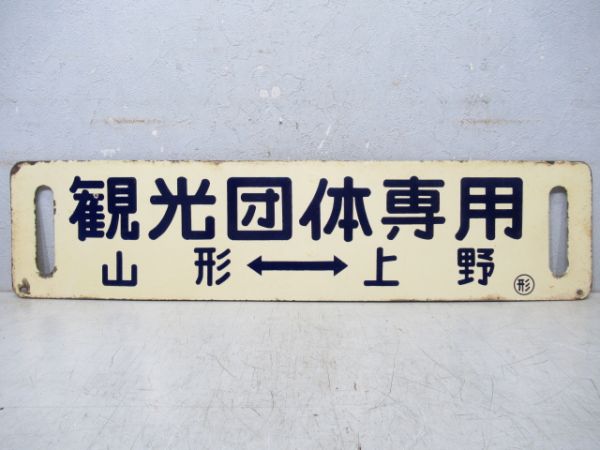 観光団体専用
山形 ↔ 上野 形